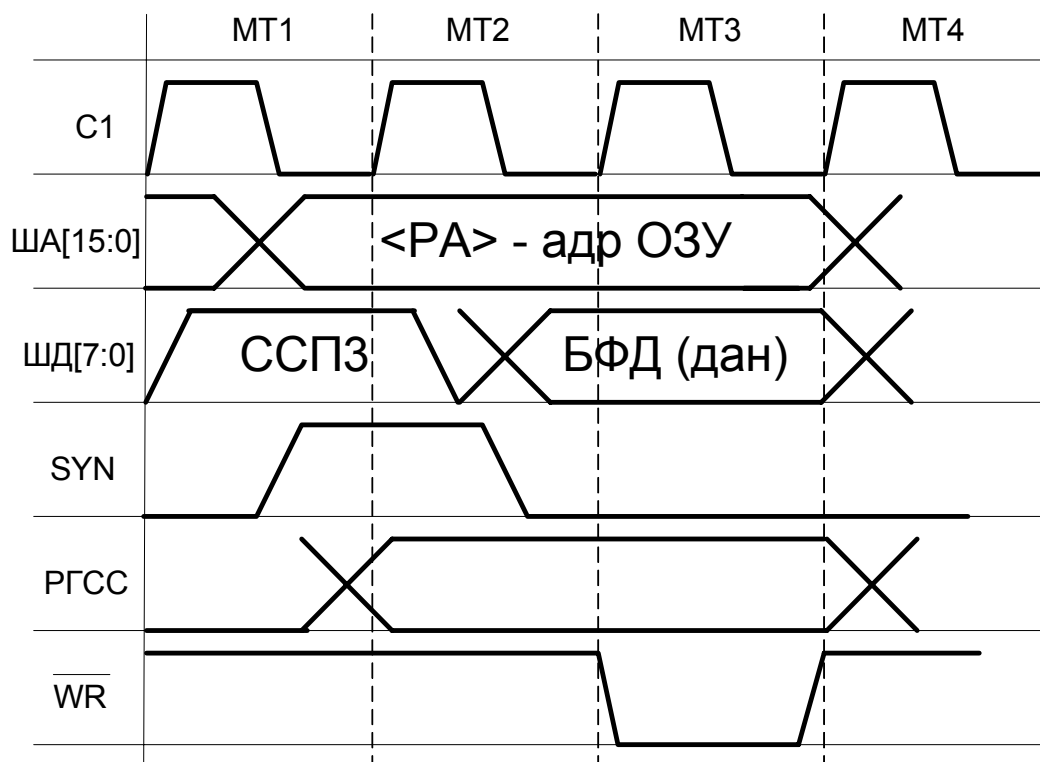 МТ1 МТ2 МТ3 МТ4
С1
ША[15:0] <РА> - адр ОЗУ
ШД[7:0] ССПЗ БФД (дан)
SYN
РГСС
WR